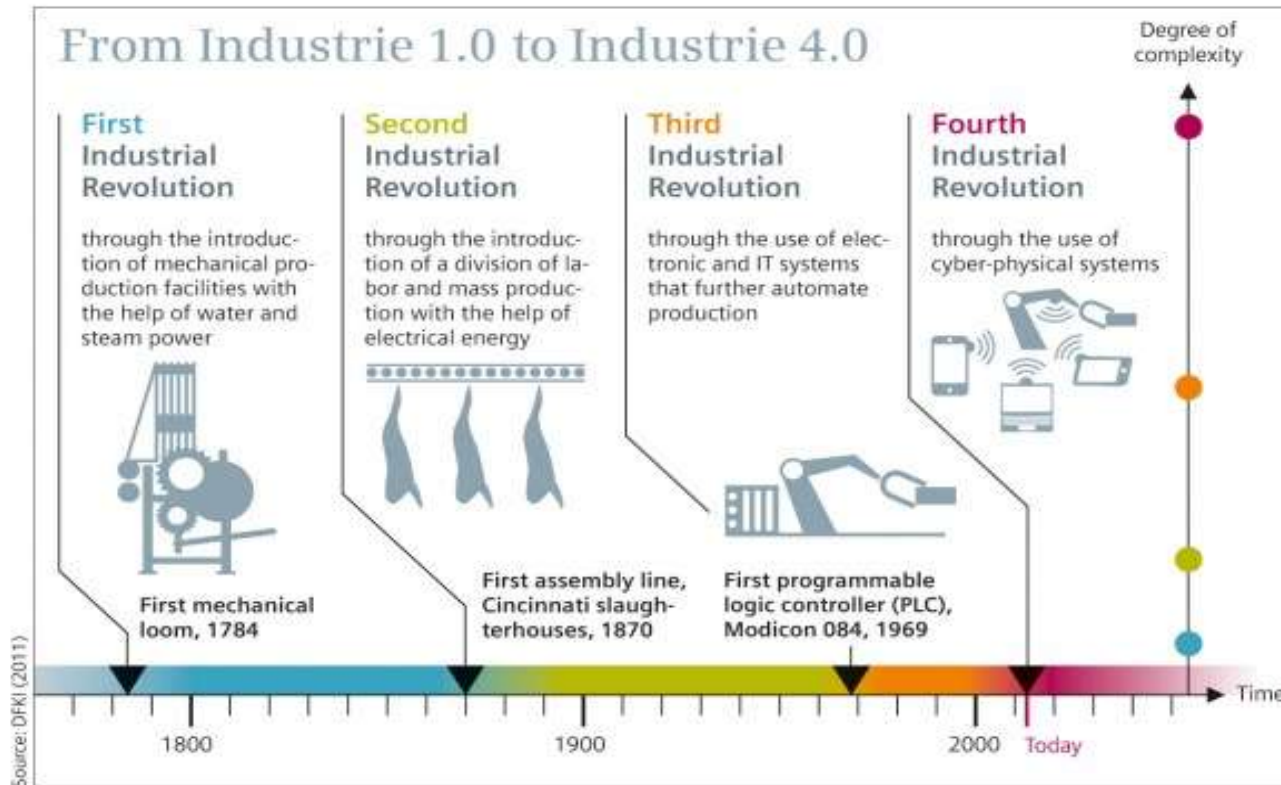 From Industrie 1.0 to Industrie 4.0
Degree of
complexity
First
Industrial
Revolution
through the introduc-
tion of mechanical pro-
duction facilities with
the help of water and
steam power
First mechanical
loom, 1784
Second
Industrial
Revolution
through the introduc-
tion of a division of la-
bor and mass produc-
tion with the help of
electrical energy
First assembly line,
Cincinnati slaugh-
terhouses, 1870
Third
Industrial
Revolution
through the use of elec-
tronic and IT systems
that further automate
production
First programmable
logic controller (PLC),
Modicon 084, 1969
Fourth
Industrial
Revolution
through the use of
cyber-physical systems
Time
1800
1900
2000
Today
Source: DFKI (2011)